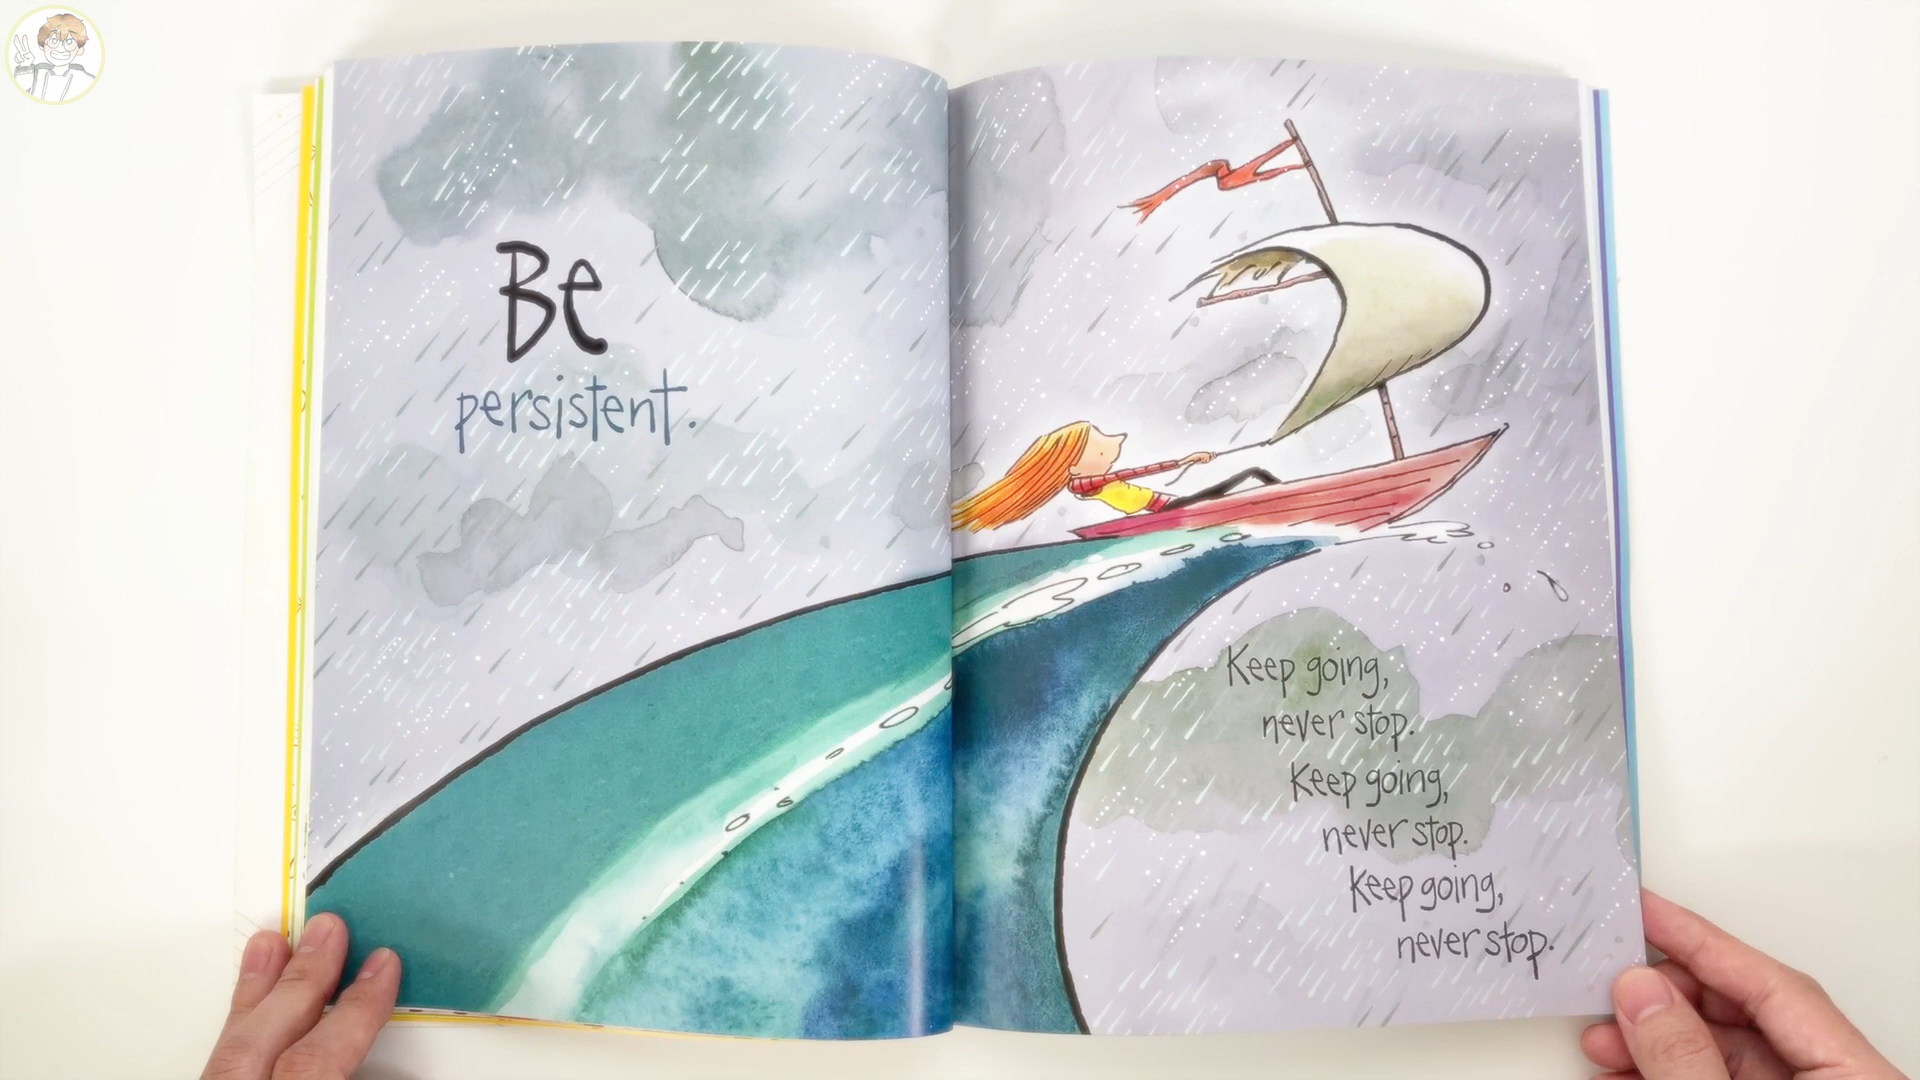 Be
persistent.
Keep going,
never stop.
Keep going,
never stop.
Keep going,
never stop.